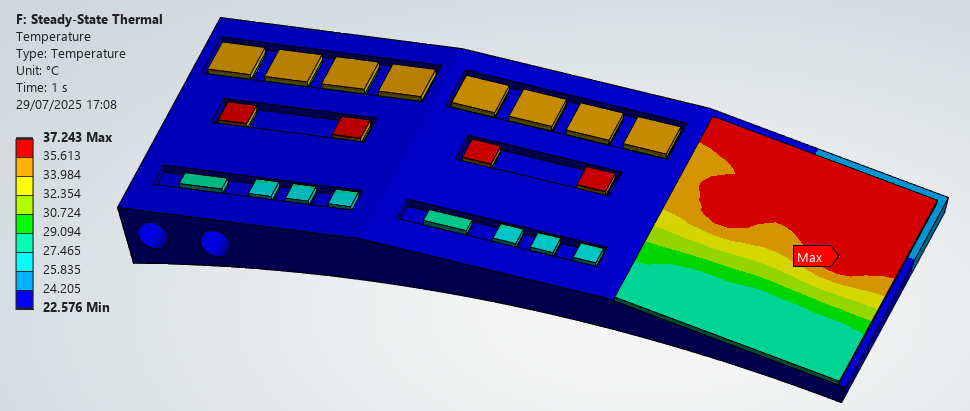 F: Steady-State Thermal
Temperature
Type: Temperature
Unit: °C
Time: 1 s
29/07/2025 17:08
37.243 Max
35.613
33.984
32.354
30.724
29.094
27.465
25.835
24.205
22.576 Min
Max